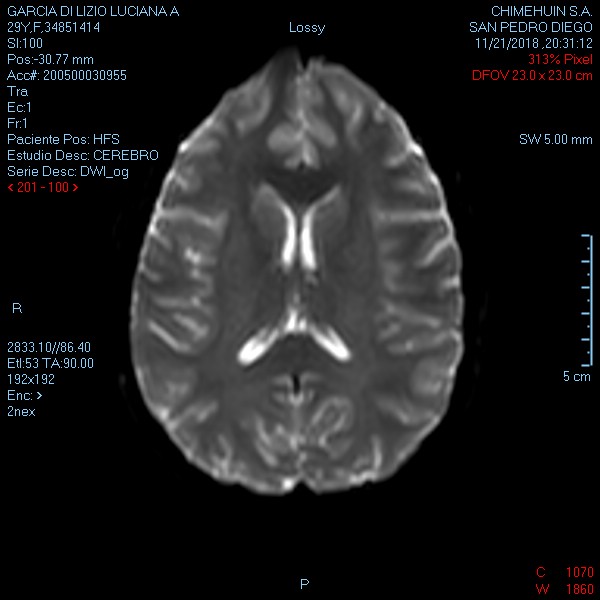 GARCIA DI LIZIO LUCIANA A
29Y,F,34851414
Sl:100
Pos:-30.77 mm
Acc#: 200500030955
Tra
Ec:1
Fr:1
Paciente Pos: HFS
Estudio Desc: CEREBRO
Serie Desc: DWI_og
< 201 - 100 >
Lossy
CHIMEHUIN S.A.
SAN PEDRO DIEGO
11/21/2018 ,20:31:12
313% Pixel
DFOV 23.0 x 23.0 cm
SW 5.00 mm
R
5 cm
2833.10//86.40
Etl:53 TA:90.00
192x192
Enc: >
2nex
P
C 1070
W 1860